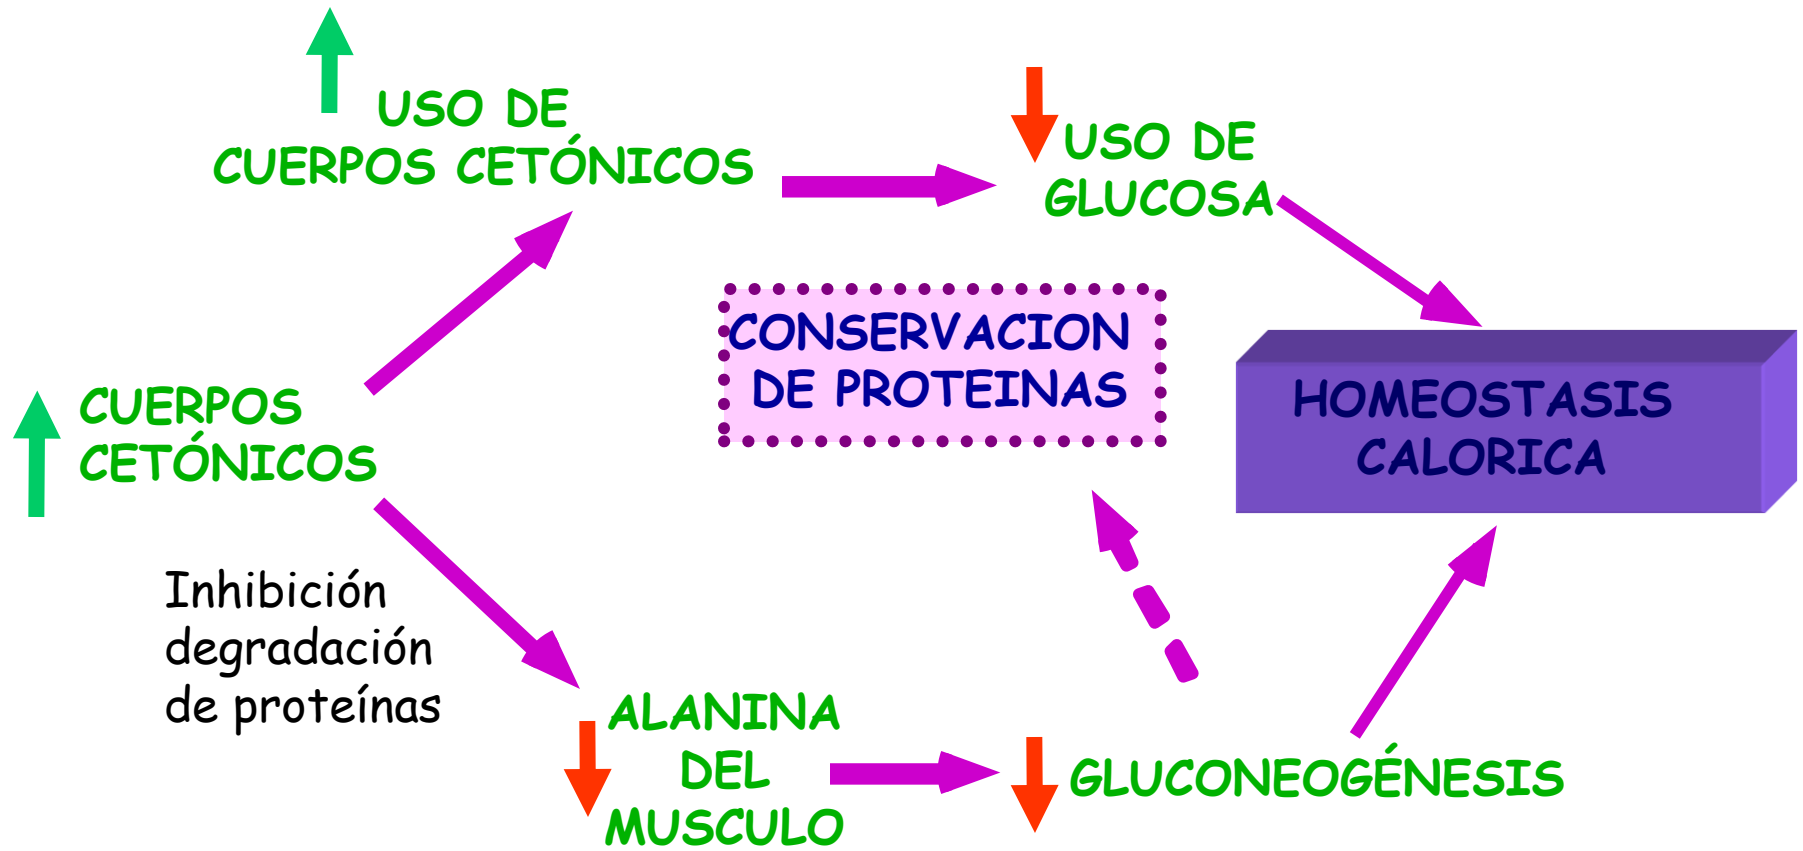 USO DE
CUERPOS CETÓNICOS
USO DE
GLUCOSA
CONSERVACION
DE PROTEINAS
HOMEOSTASIS
CALORICA
CUERPOS
CETÓNICOS
Inhibición
degradación
de proteínas
ALANINA
DEL
MUSCULO
GLUCONEOGÉNESIS